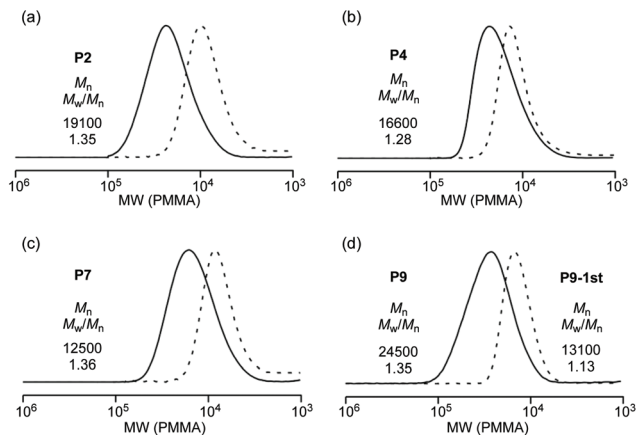 (a)
P2
Mn
Mw/Mn
19100
1.35
10^6 10^5 10^4 10^3
MW (PMMA)
(b)
P4
Mn
Mw/Mn
16600
1.28
10^6 10^5 10^4 10^3
MW (PMMA)
(c)
P7
Mn
Mw/Mn
12500
1.36
10^6 10^5 10^4 10^3
MW (PMMA)
(d)
P9
Mn
Mw/Mn
24500
1.35
P9-1st
Mn
Mw/Mn
13100
1.13
10^6 10^5 10^4 10^3
MW (PMMA)